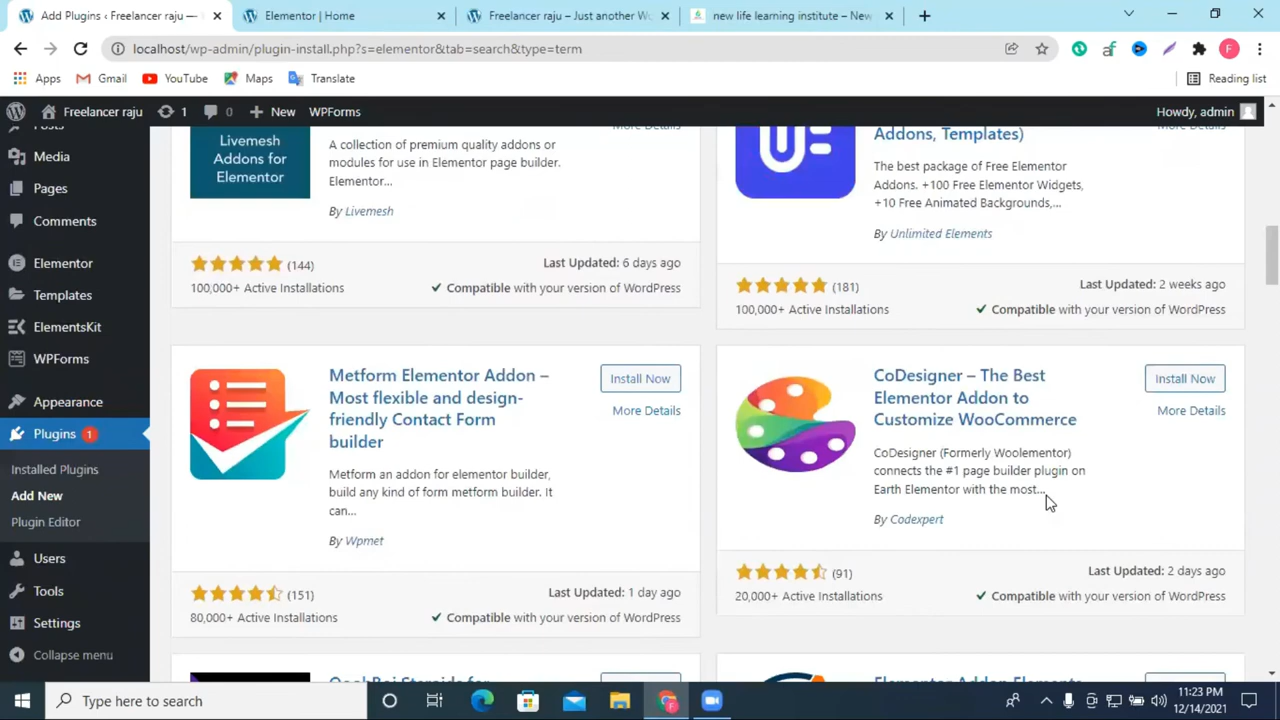 Add Plugins ‹ Freelancer raju —
Elementor | Home
Freelancer raju – Just another Wo
new life learning institute – New
localhost/wp-admin/plugin-install.php?s=elementor&tab=search&type=term
Apps
Gmail
YouTube
Maps
Translate
Reading list
Freelancer raju
1
0
New
WPForms
Howdy, admin
Posts
Media
Pages
Comments
Elementor
Templates
ElementsKit
WPForms
Appearance
Plugins 1
Installed Plugins
Add New
Plugin Editor
Users
Tools
Settings
Collapse menu
Livemesh
Addons for
Elementor
More Details
A collection of premium quality addons or
modules for use in Elementor page builder.
Elementor...
By Livemesh
(144)
100,000+ Active Installations
Last Updated: 6 days ago
Compatible with your version of WordPress
Addons, Templates)
More Details
The best package of Free Elementor
Addons. +100 Free Elementor Widgets,
+10 Free Animated Backgrounds,...
By Unlimited Elements
(181)
100,000+ Active Installations
Last Updated: 2 weeks ago
Compatible with your version of WordPress
Metform Elementor Addon –
Most flexible and design-
friendly Contact Form
builder
Install Now
More Details
Metform an addon for elementor builder,
build any kind of form metform builder. It
can...
By Wpmet
(151)
80,000+ Active Installations
Last Updated: 1 day ago
Compatible with your version of WordPress
CoDesigner – The Best
Elementor Addon to
Customize WooCommerce
Install Now
More Details
CoDesigner (Formerly Woolementor)
connects the #1 page builder plugin on
Earth Elementor with the most...
By Codexpert
(91)
20,000+ Active Installations
Last Updated: 2 days ago
Compatible with your version of WordPress
Elementor Addon Elements
Type here to search
11:23 PM
12/14/2021